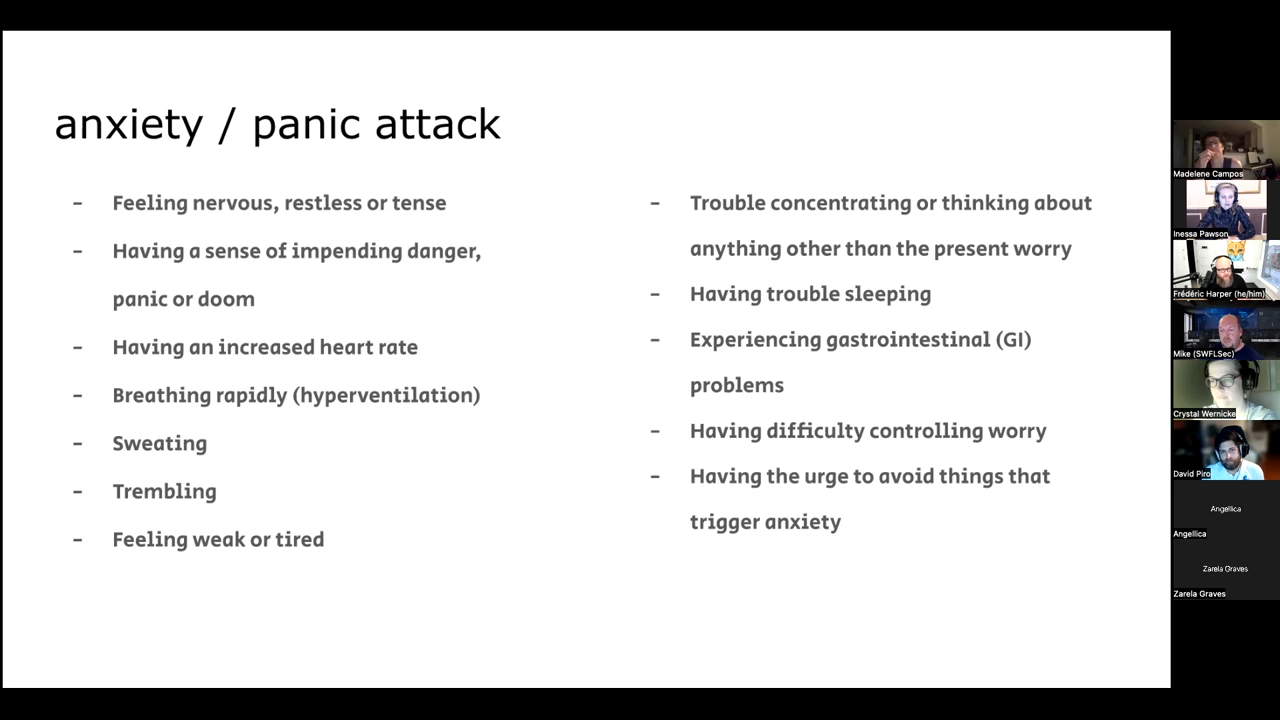 anxiety / panic attack
- Feeling nervous, restless or tense
- Having a sense of impending danger,
panic or doom
- Having an increased heart rate
- Breathing rapidly (hyperventilation)
- Sweating
- Trembling
- Feeling weak or tired
- Trouble concentrating or thinking about
anything other than the present worry
- Having trouble sleeping
- Experiencing gastrointestinal (GI)
problems
- Having difficulty controlling worry
- Having the urge to avoid things that
trigger anxiety
Madelene Campos
Inessa Pawson
Frédéric Harper (he/him)
Mike (SWFLSec)
Crystal Wernicke
David Piro
Angellica
Angellica
Zarela Graves
Zarela Graves